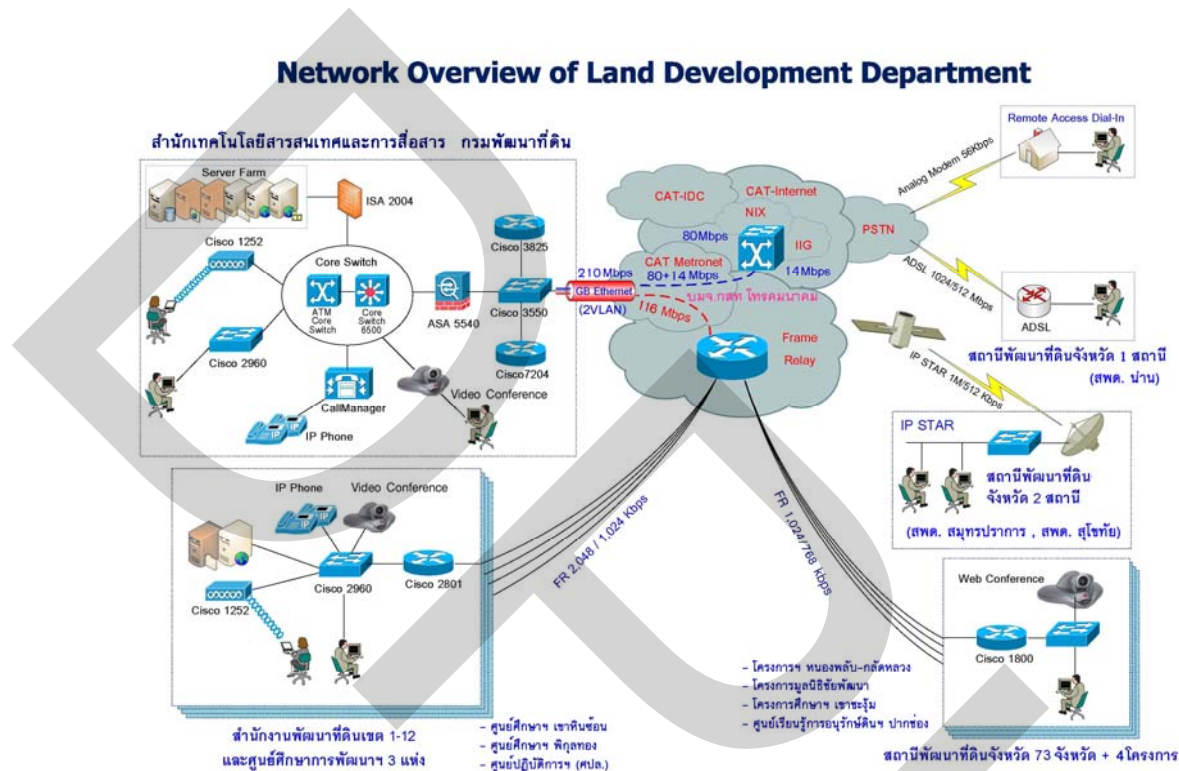 Network Overview of Land Development Department
สำนักเทคโนโลยีสารสนเทศและการสื่อสาร กรมพัฒนาที่ดิน
Server Farm
ISA 2004
Cisco 1252
Core Switch
ATM
Core
Switch
Core
Switch
6500
Cisco 2960
CallManager
IP Phone
Video Conference
ASA 5540
Cisco 3825
Cisco 3550
Cisco7204
210 Mbps
GB Ethernet
(2VLAN)
CAT-IDC
CAT-Internet
NIX
80Mbps
IIG
CAT Metronet
80+14 Mbps
14Mbps
บมจ.กสท โทรคมนาคม
116 Mbps
Frame
Relay
PSTN
Remote Access Dial-In
Analog Modem 56Kbps
ADSL 1024/512 Mbps
ADSL
สถานีพัฒนาที่ดินจังหวัด 1 สถานี
(สพด. น่าน)
IP STAR 1M/512 Kbps
IP STAR
สถานีพัฒนาที่ดิน
จังหวัด 2 สถานี
(สพด. สมุทรปราการ , สพด. สุโขทัย)
IP Phone
Video Conference
Cisco 2960
Cisco 2801
Cisco 1252
FR 2,048 / 1,024 Kbps
FR 1,024/768 kbps
Web Conference
Cisco 1800
สำนักงานพัฒนาที่ดินเขต 1-12
และศูนย์ศึกษาการพัฒนาฯ 3 แห่ง
- ศูนย์ศึกษาฯ เขาหินซ้อน
- ศูนย์ศึกษาฯ พิกุลทอง
- ศูนย์ปฏิบัติการฯ (ศปล.)
- โครงการฯ หนองพลับ-กลัดหลวง
- โครงการมูลนิธิชัยพัฒนา
- โครงการศึกษาฯ เขาชะงุ้ม
- ศูนย์เรียนรู้การอนุรักษ์ดินฯ ปากช่อง
สถานีพัฒนาที่ดินจังหวัด 73 จังหวัด + 4โครงการ